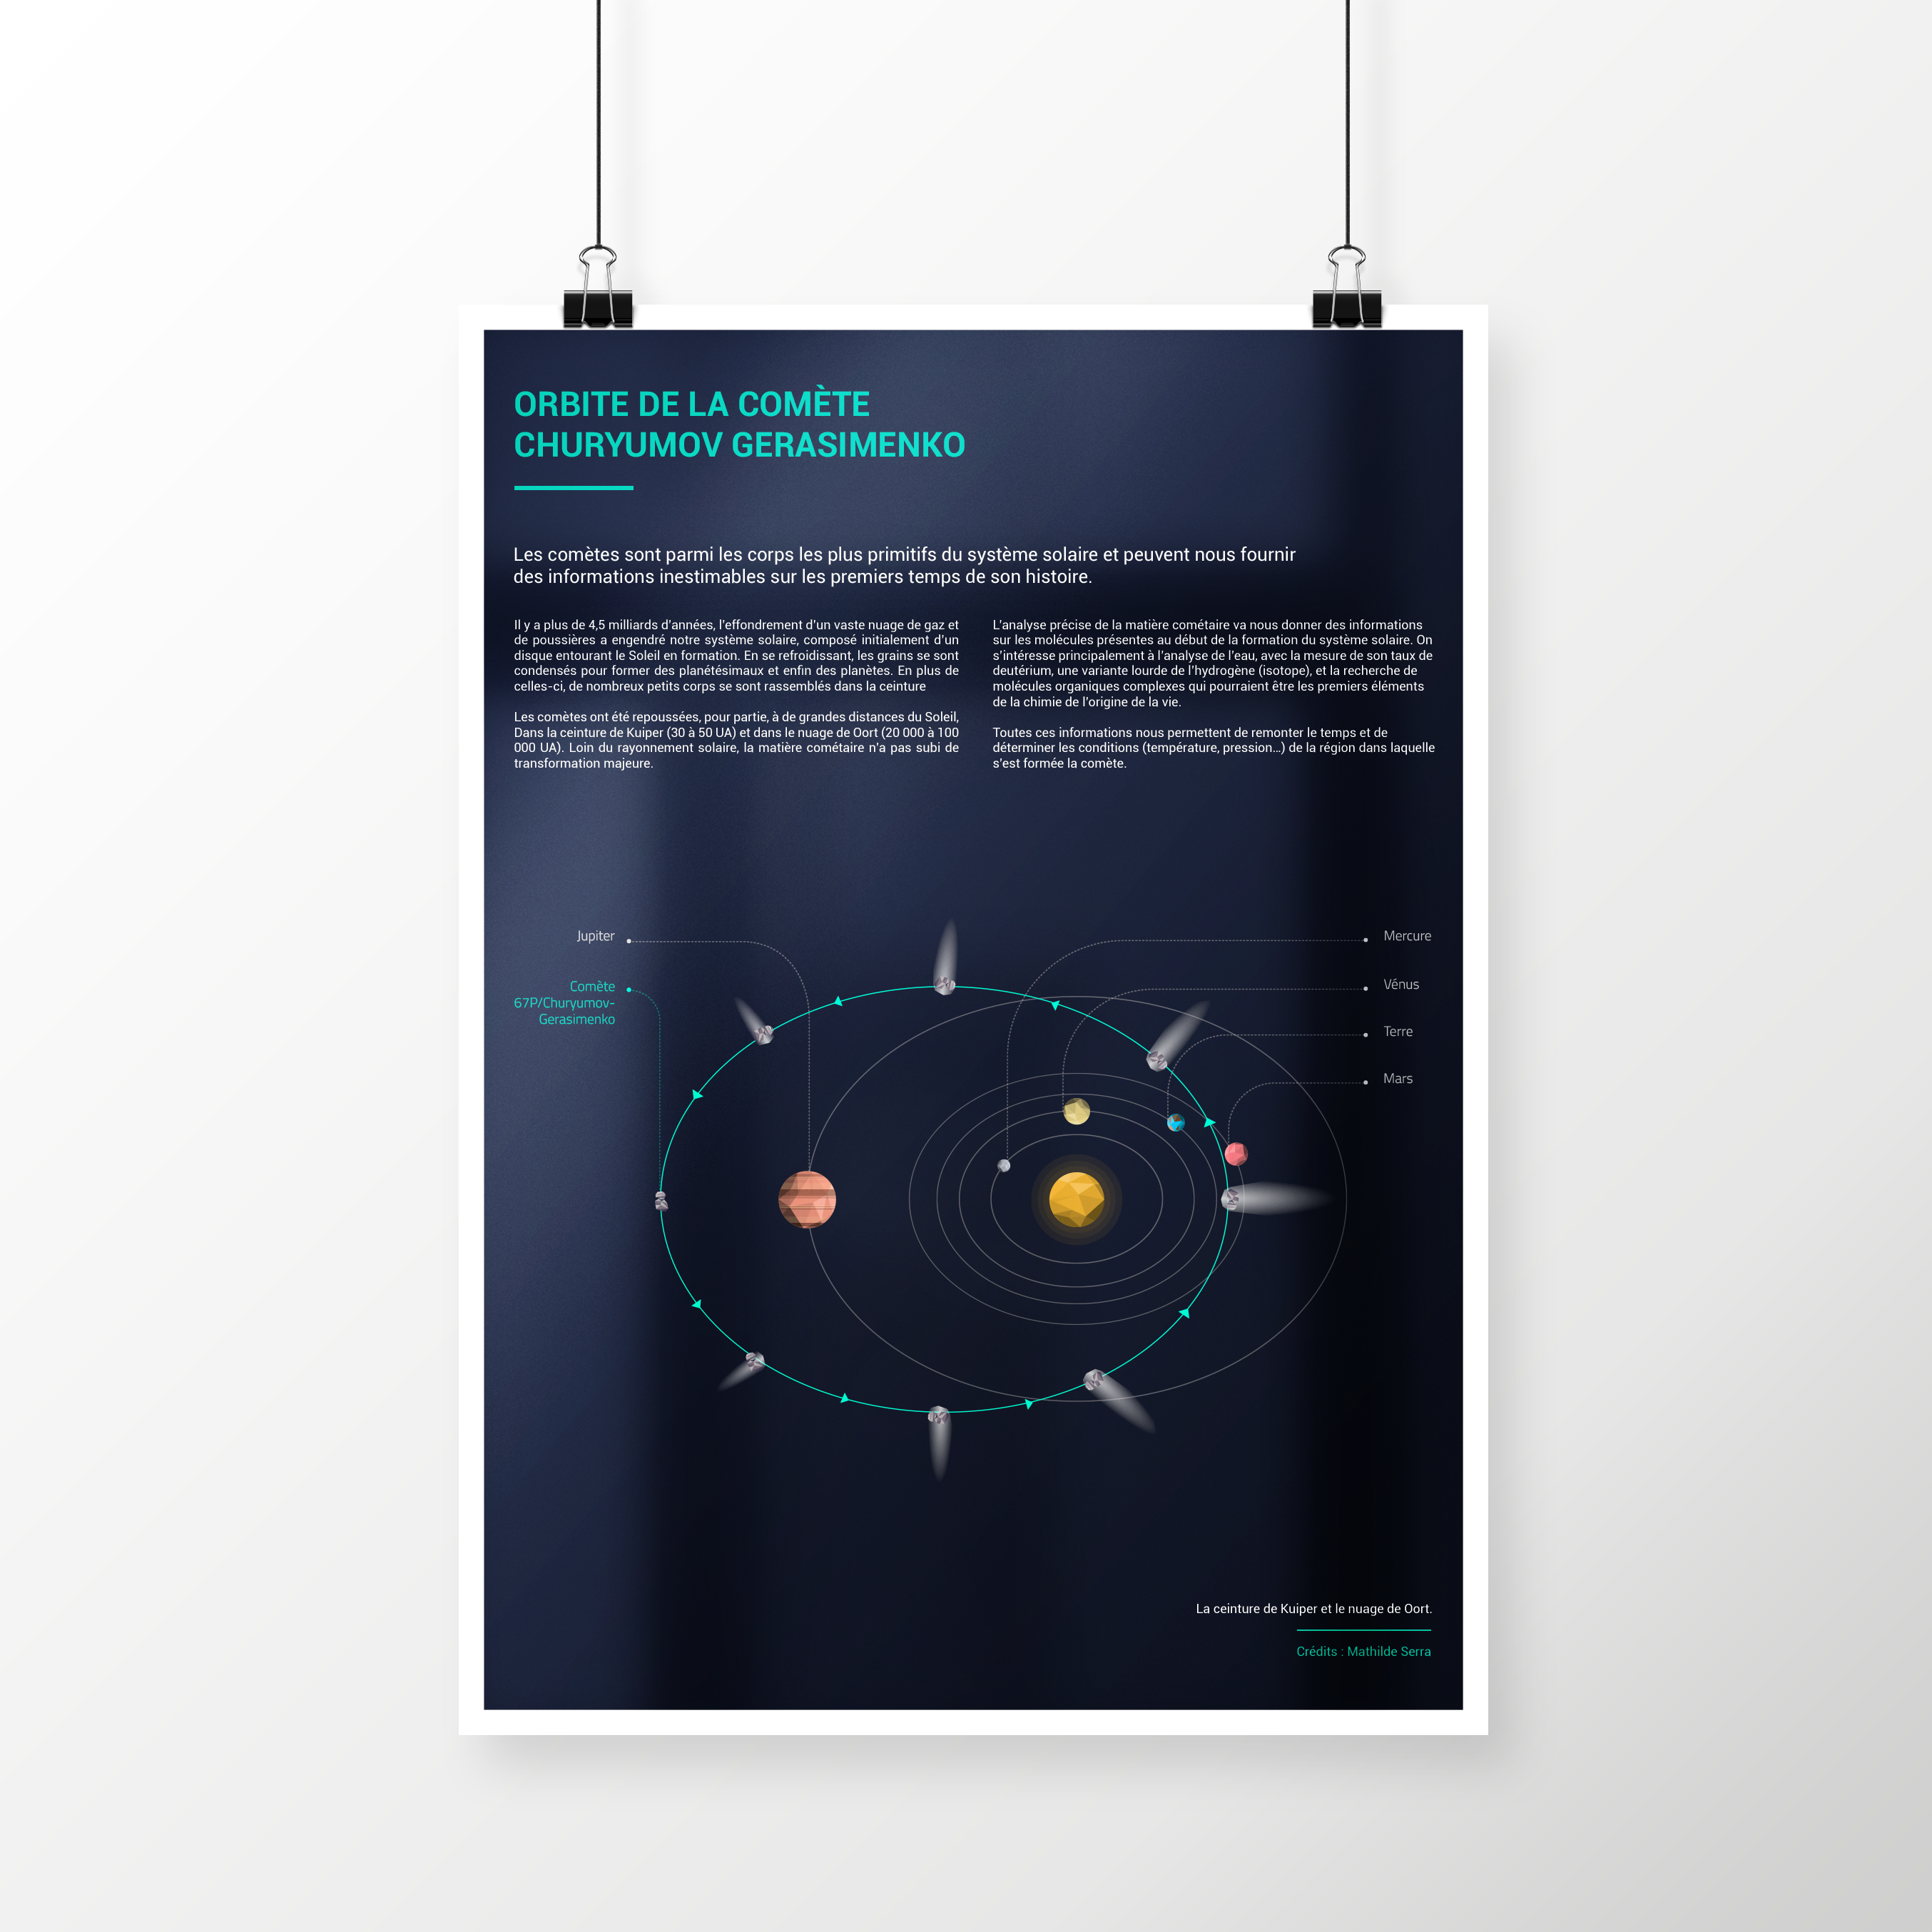 ORBITE DE LA COMÈTE
CHURYUMOV GERASIMENKO
Les comètes sont parmi les corps les plus primitifs du système solaire et peuvent nous fournir
des informations inestimables sur les premiers temps de son histoire.
Il y a plus de 4,5 milliards d'années, l'effondrement d'un vaste nuage de gaz et
de poussières a engendré notre système solaire, composé initialement d'un
disque entourant le Soleil en formation. En se refroidissant, les grains se sont
condensés pour former des planétésimaux et enfin des planètes. En plus de
celles-ci, de nombreux petits corps se sont rassemblés dans la ceinture
Les comètes ont été repoussées, pour partie, à de grandes distances du Soleil,
Dans la ceinture de Kuiper (30 à 50 UA) et dans le nuage de Oort (20 000 à 100
000 UA). Loin du rayonnement solaire, la matière cométaire n'a pas subi de
transformation majeure.
L'analyse précise de la matière cométaire va nous donner des informations
sur les molécules présentes au début de la formation du système solaire. On
s'intéresse principalement à l'analyse de l'eau, avec la mesure de son taux de
deutérium, une variante lourde de l'hydrogène (isotope), et la recherche de
molécules organiques complexes qui pourraient être les premiers éléments
de la chimie de l'origine de la vie.
Toutes ces informations nous permettent de remonter le temps et de
déterminer les conditions (température, pression...) de la région dans laquelle
s'est formée la comète.
Jupiter
Comète
67P/Churyumov-
Gerasimenko
Mercure
Vénus
Terre
Mars
La ceinture de Kuiper et le nuage de Oort.
Crédits : Mathilde Serra